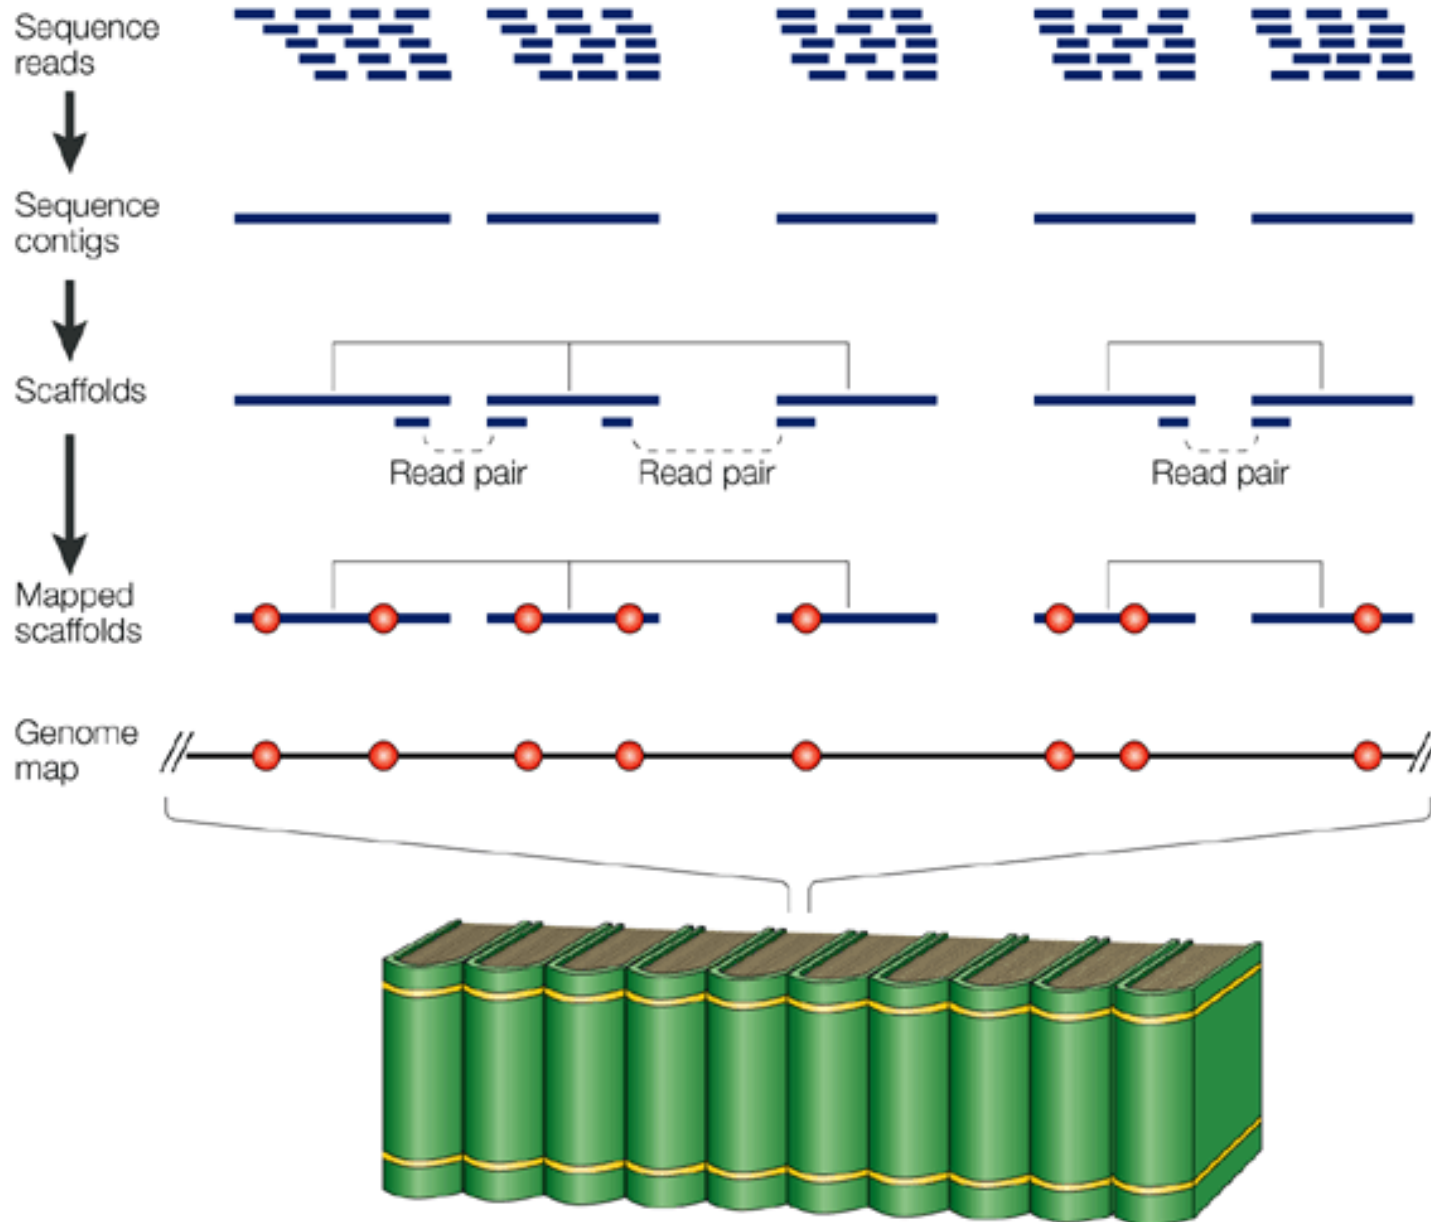 Sequence
reads
Sequence
contigs
Scaffolds
Read pair
Read pair
Read pair
Mapped
scaffolds
Genome
map